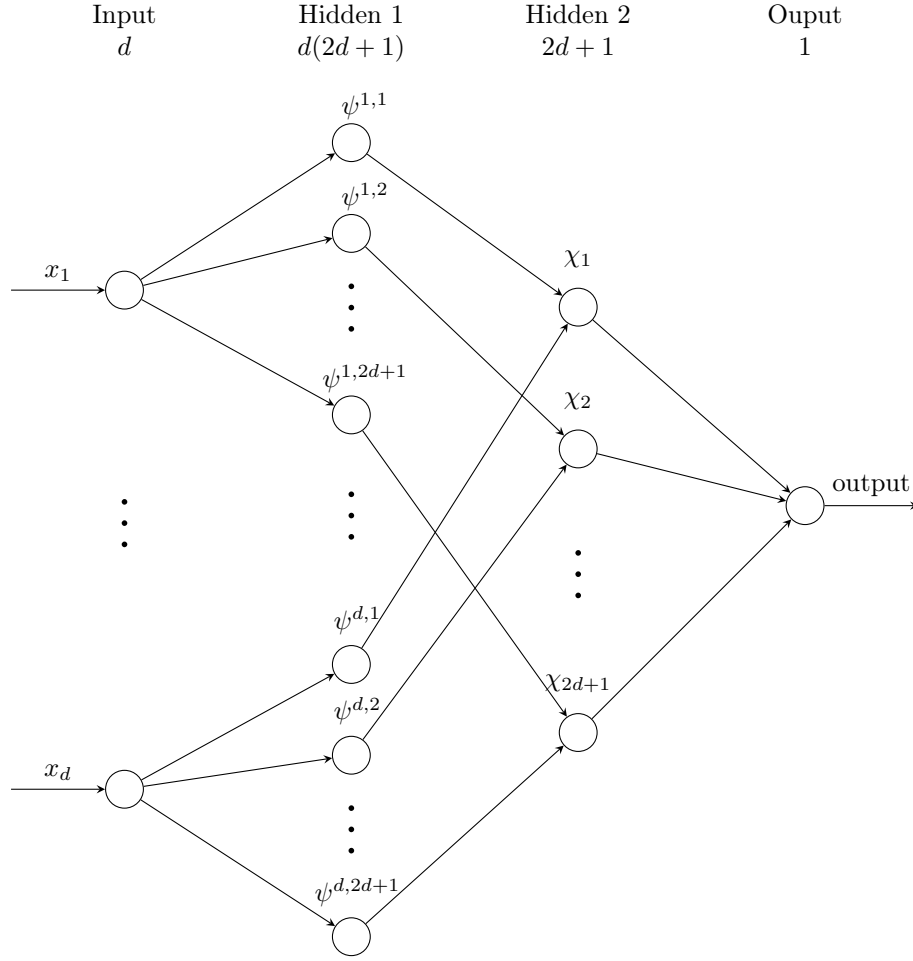 Input Hidden 1 Hidden 2 Ouput
d d(2d + 1) 2d + 1 1
ψ^{1,1}
ψ^{1,2}
χ_1
x_1
ψ^{1,2d+1}
χ_2
output
ψ^{d,1}
χ_{2d+1}
ψ^{d,2}
x_d
ψ^{d,2d+1}